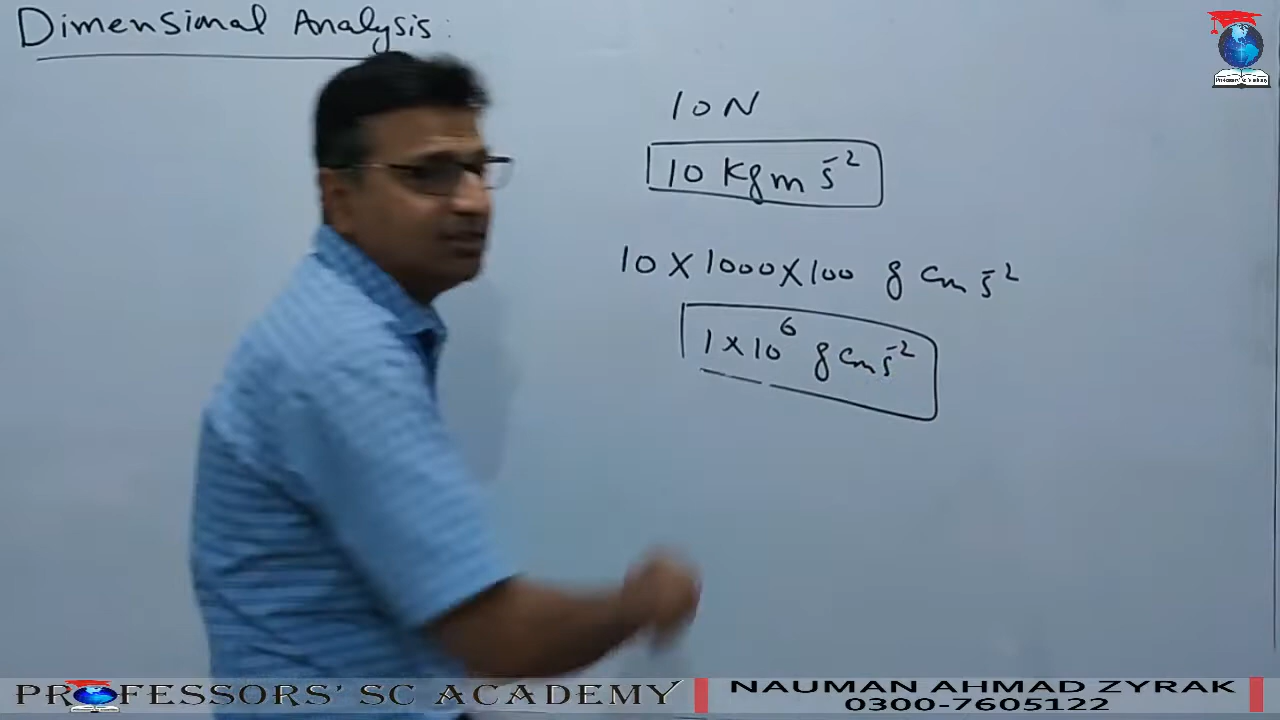 Dimensional Analysis:
10 N
10 Kg m s⁻²
10 X 1000 X 100 g cm s⁻²
1 X 10⁶ g cm s⁻²
PROFESSORS' SC ACADEMY
NAUMAN AHMAD ZYRAK
0300-7605122